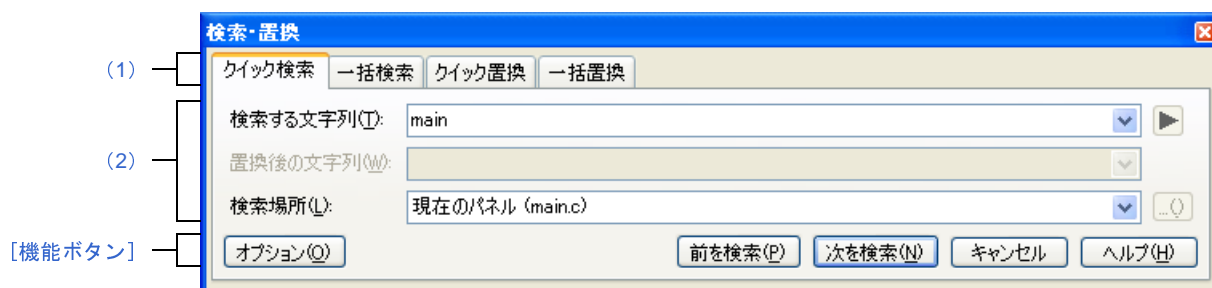 検索・置換
(1)
クイック検索 一括検索 クイック置換 一括置換
検索する文字列(T): main
(2)
置換後の文字列(W):
検索場所(L): 現在のパネル (main.c) ...()
[機能ボタン]
オプション(O) 前を検索(P) 次を検索(N) キャンセル ヘルプ(H)